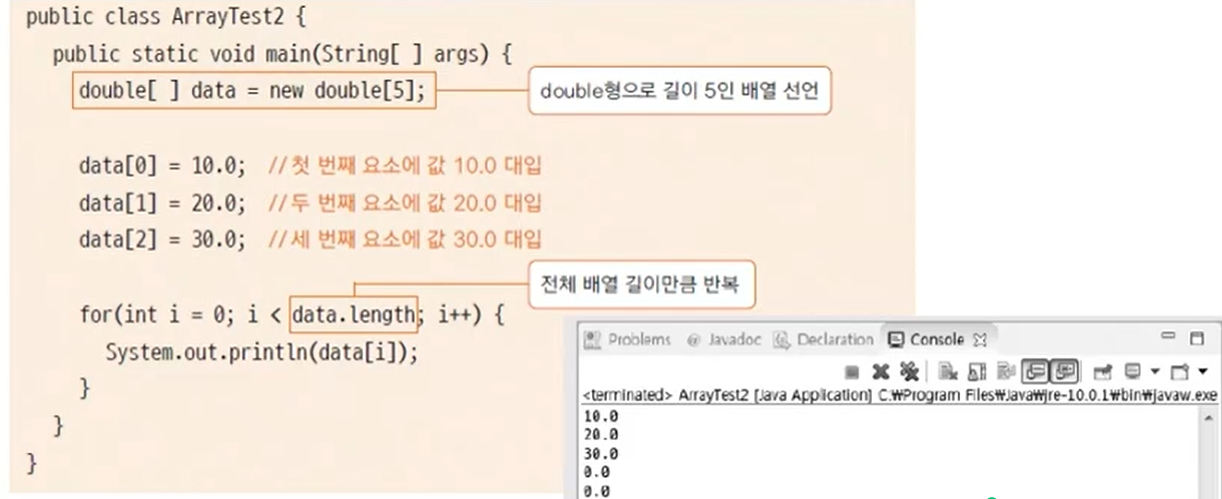 public class ArrayTest2 {
public static void main(String[ ] args) {
double[ ] data = new double[5];
double형으로 길이 5인 배열 선언
data[0] = 10.0; //첫 번째 요소에 값 10.0 대입
data[1] = 20.0; //두 번째 요소에 값 20.0 대입
data[2] = 30.0; //세 번째 요소에 값 30.0 대입
전체 배열 길이만큼 반복
for(int i = 0; i < data.length; i++) {
System.out.println(data[i]);
}
}
}
Problems @ Javadoc Declaration Console
<terminated> ArrayTest2 [Java Application] C:₩Program Files₩Java₩jre-10.0.1₩bin₩javaw.exe
10.0
20.0
30.0
0.0
0.0